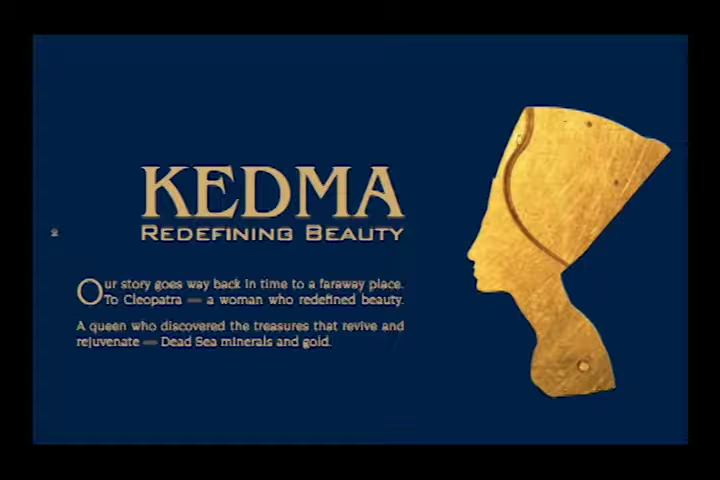 KEDMA
REDEFINING BEAUTY
Our story goes way back in time to a faraway place.
To Cleopatra — a woman who redefined beauty.
A queen who discovered the treasures that revive and
rejuvenate — Dead Sea minerals and gold.